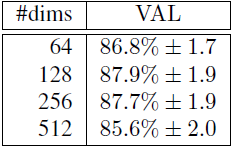 #dims VAL
64 86.8% ± 1.7
128 87.9% ± 1.9
256 87.7% ± 1.9
512 85.6% ± 2.0